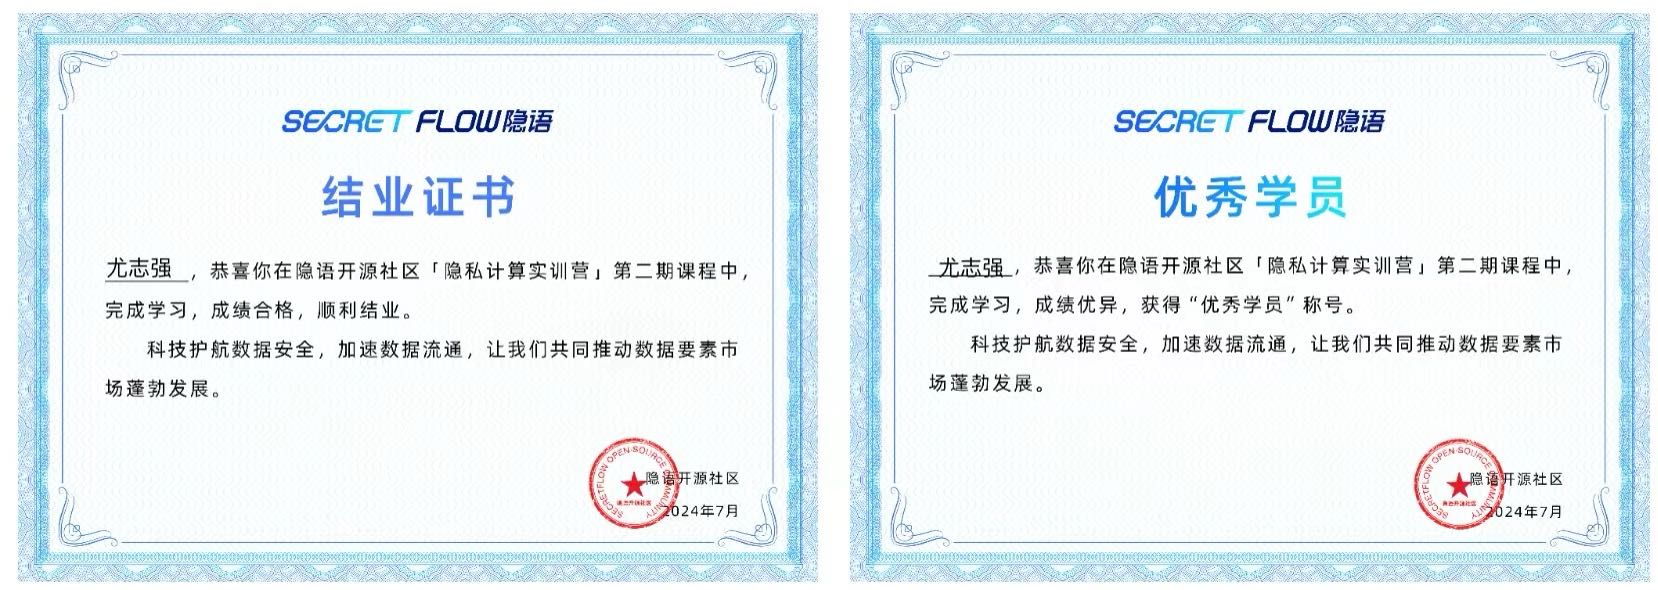 SECRET FLOW隐语
结业证书
尤志强，恭喜你在隐语开源社区「隐私计算实训营」第二期课程中，
完成学习，成绩合格，顺利结业。
科技护航数据安全，加速数据流通，让我们共同推动数据要素市
场蓬勃发展。
SECRETFLOW OPEN-SOURCE COMMUNITY
隐语开源社区
隐语开源社区
2024年7月
SECRET FLOW隐语
优秀学员
尤志强，恭喜你在隐语开源社区「隐私计算实训营」第二期课程中，
完成学习，成绩优异，获得“优秀学员”称号。
科技护航数据安全，加速数据流通，让我们共同推动数据要素市
场蓬勃发展。
SECRETFLOW OPEN-SOURCE COMMUNITY
隐语开源社区
隐语开源社区
2024年7月